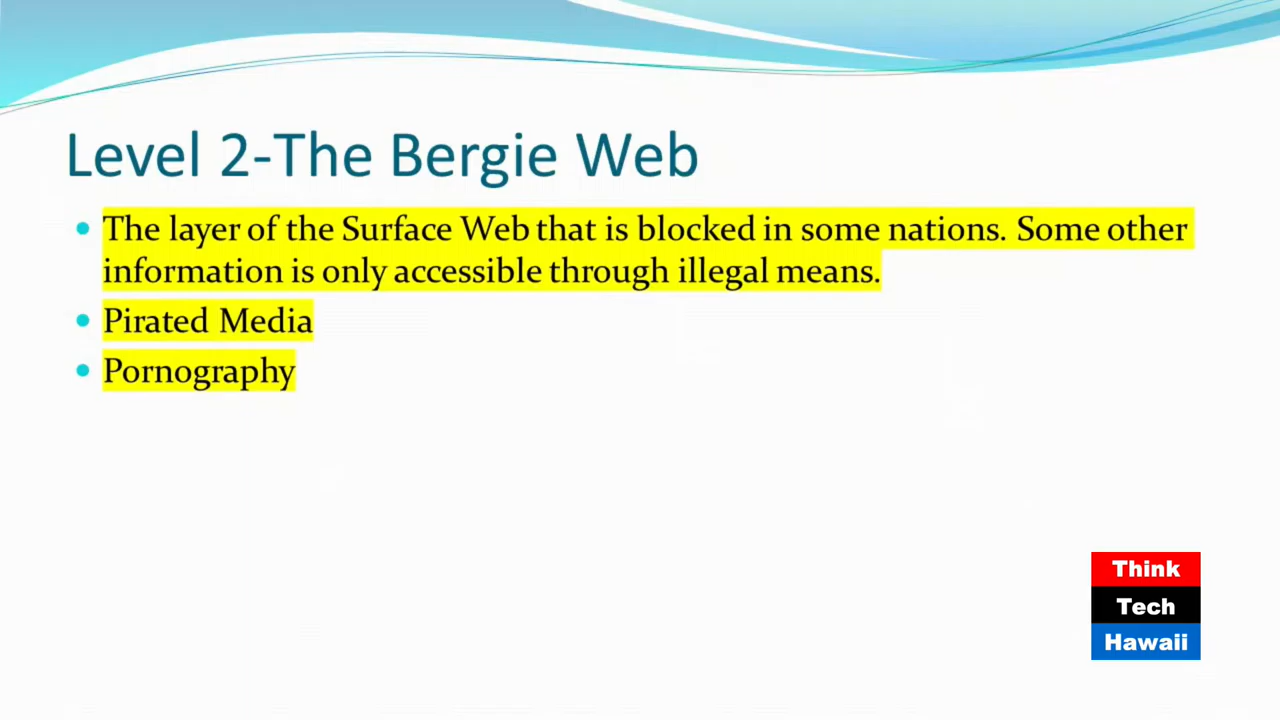 Level 2-The Bergie Web
The layer of the Surface Web that is blocked in some nations. Some other
information is only accessible through illegal means.
Pirated Media
Pornography
Think
Tech
Hawaii